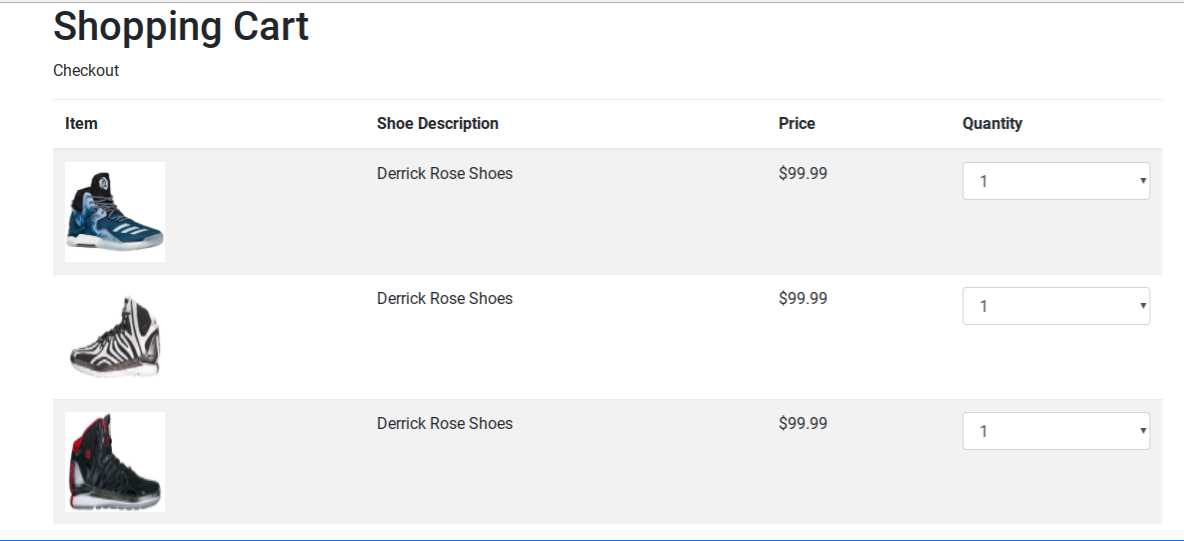 Shopping Cart
Checkout
Item Shoe Description Price Quantity
Derrick Rose Shoes $99.99 1
Derrick Rose Shoes $99.99 1
Derrick Rose Shoes $99.99 1